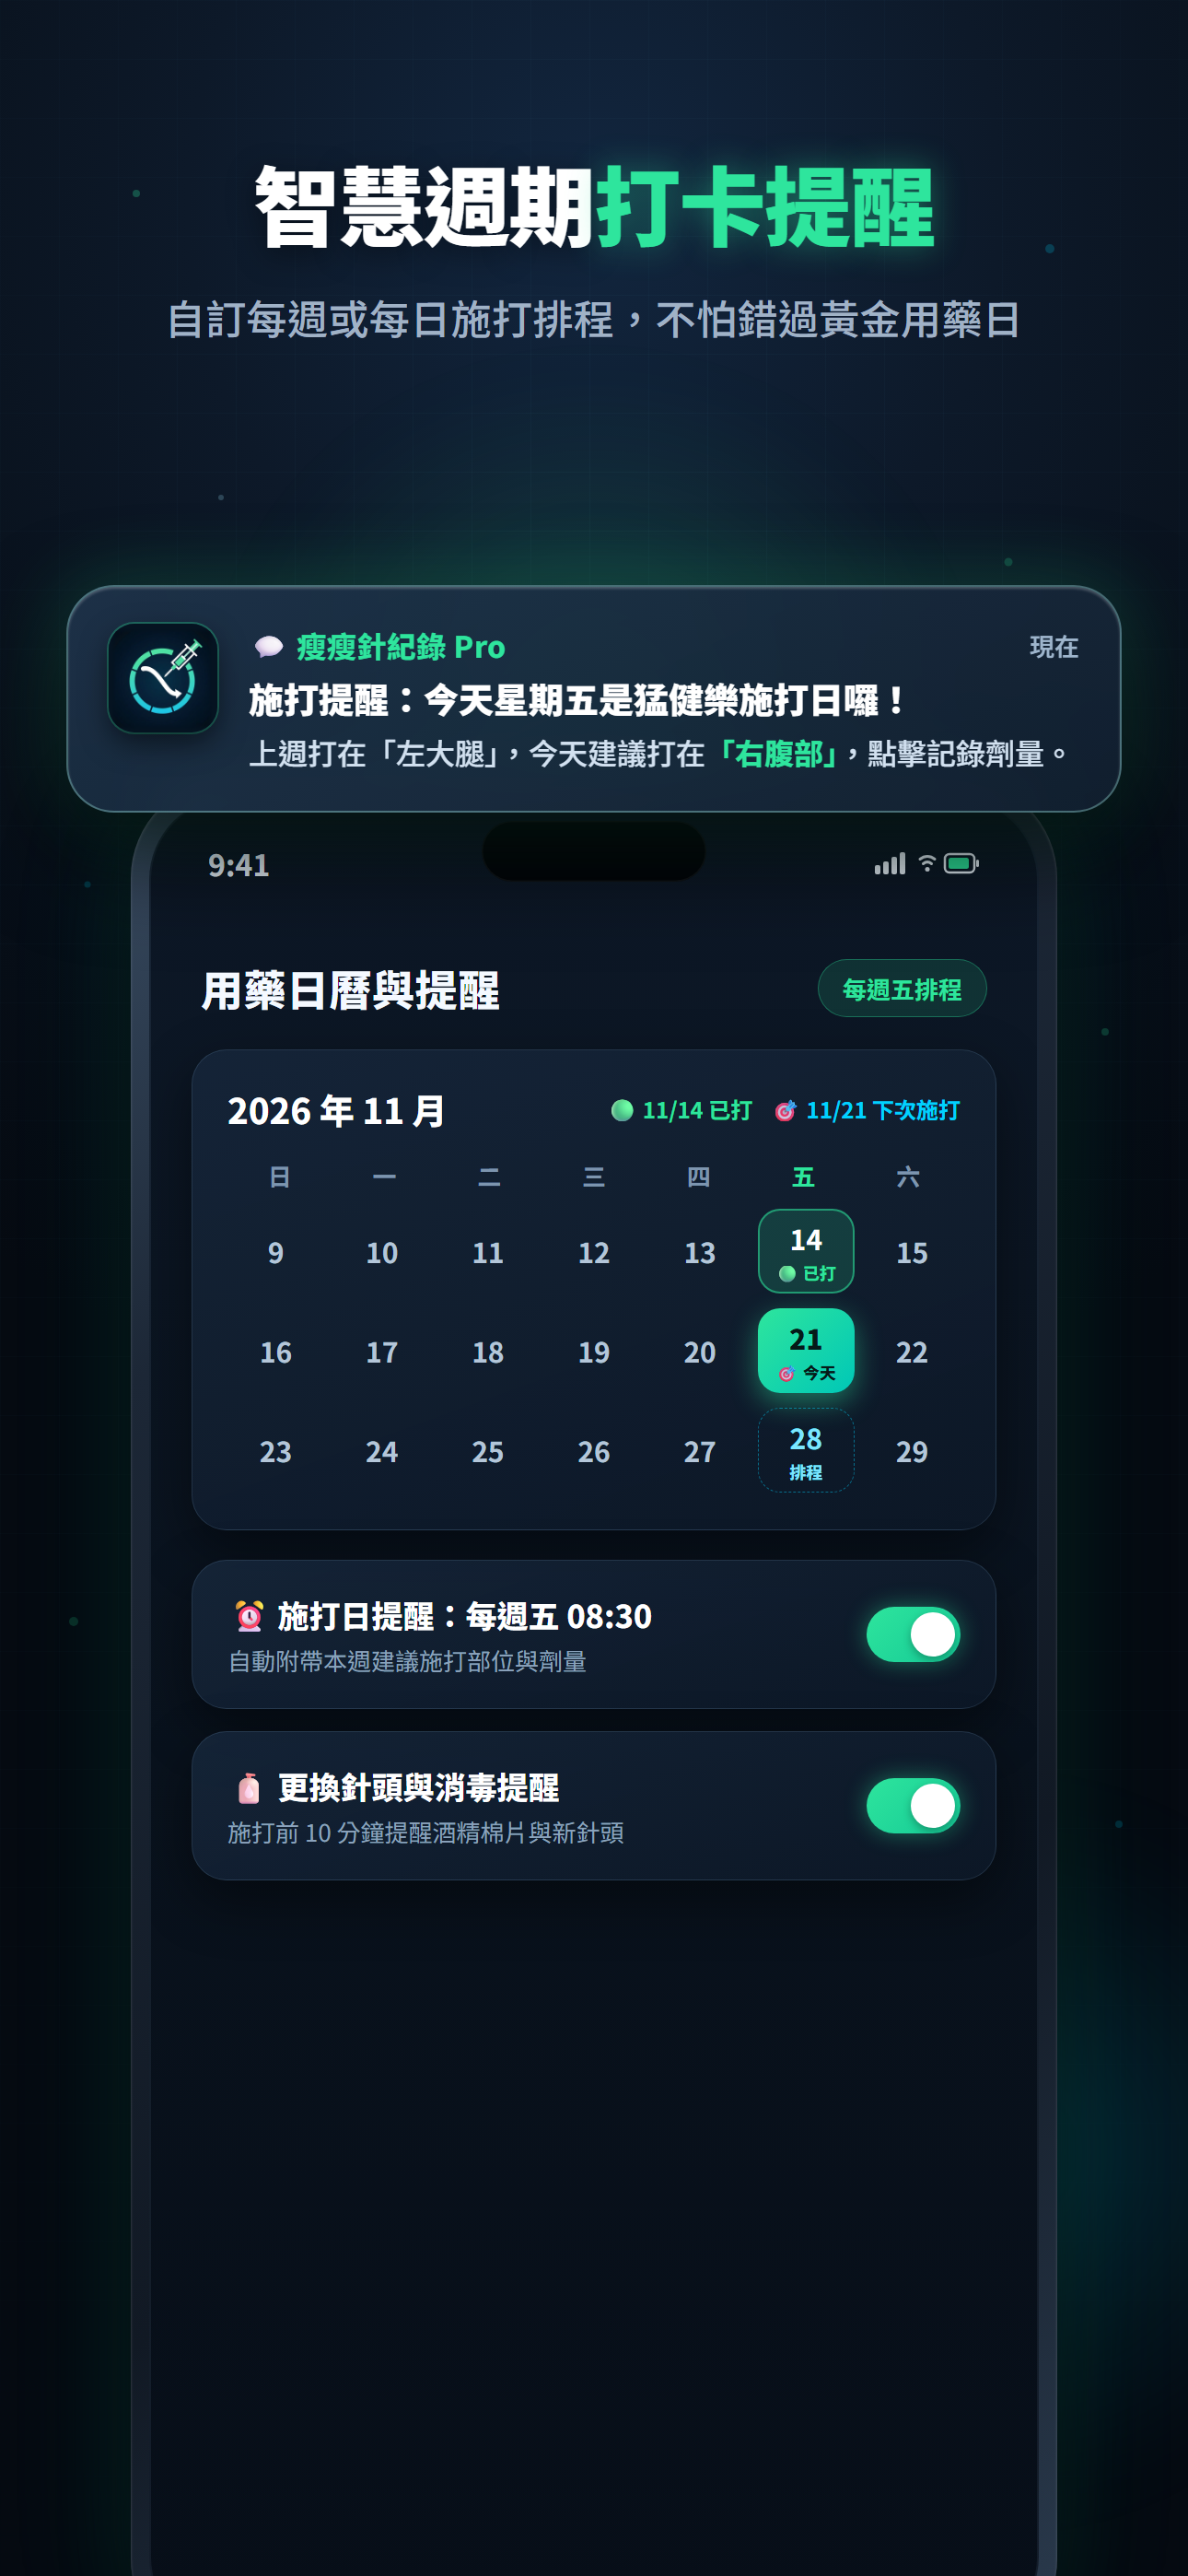 智慧週期打卡提醒
自訂每週或每日施打排程，不怕錯過黃金用藥日
瘦瘦針紀錄 Pro 現在
施打提醒：今天星期五是猛健樂施打日囉！
上週打在「左大腿」，今天建議打在「右腹部」，點擊記錄劑量。
9:41
用藥日曆與提醒 每週五排程
2026 年 11 月 11/14 已打 11/21 下次施打
日 一 二 三 四 五 六
9 10 11 12 13 14 15
已打
16 17 18 19 20 21 22
今天
23 24 25 26 27 28 29
排程
施打日提醒：每週五 08:30
自動附帶本週建議施打部位與劑量
更換針頭與消毒提醒
施打前 10 分鐘提醒酒精棉片與新針頭